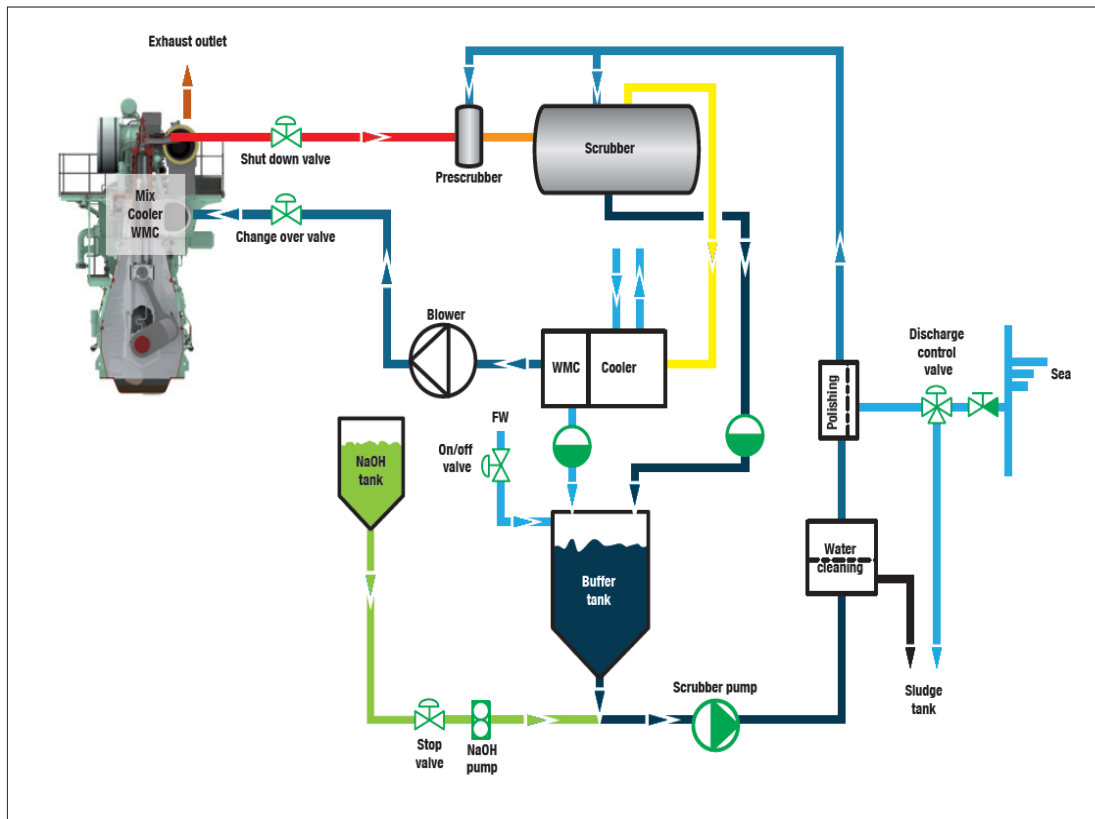 Exhaust outlet
Shut down valve
Prescrubber
Scrubber
Mix
Cooler
WMC
Change over valve
Blower
WMC
Cooler
Discharge
control
valve
Sea
Polishing
FW
On/off
valve
NaOH
tank
Water
cleaning
Buffer
tank
Scrubber pump
Sludge
tank
Stop
valve
NaOH
pump